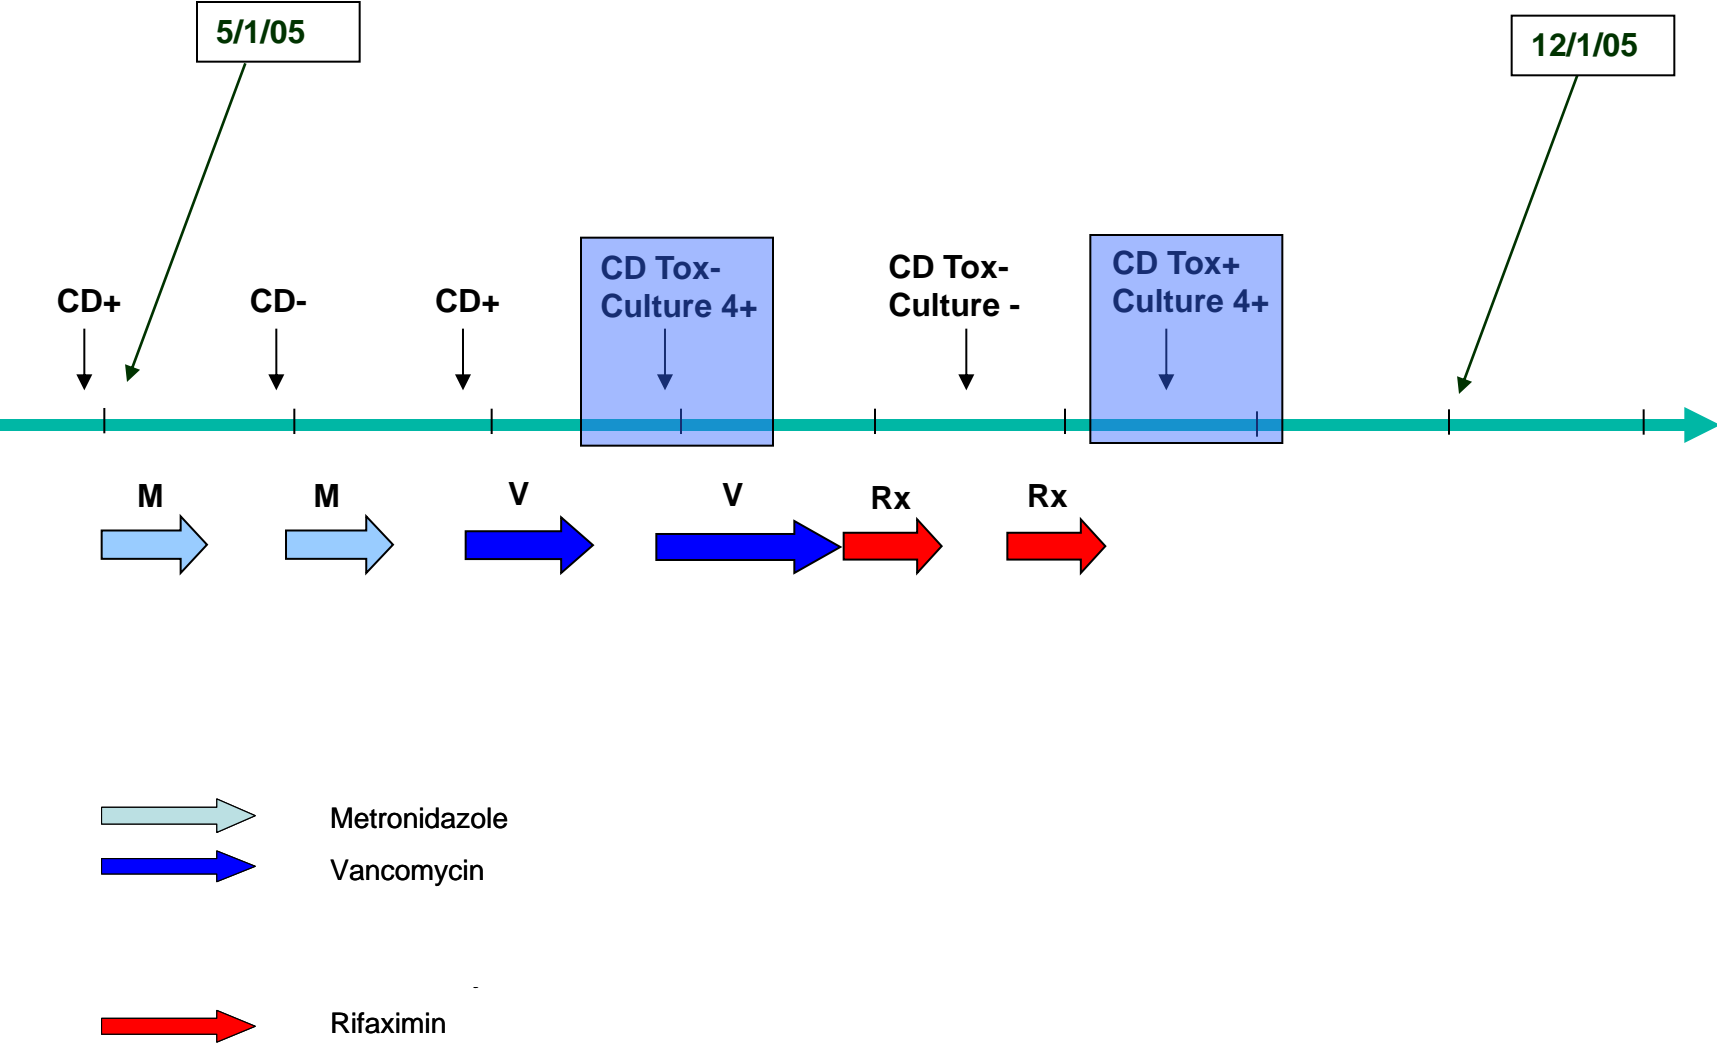 5/1/05
12/1/05
CD+
CD-
CD+
CD Tox-
Culture 4+
CD Tox-
Culture -
CD Tox+
Culture 4+
M
M
V
V
Rx
Rx
Metronidazole
Vancomycin
Rifaximin